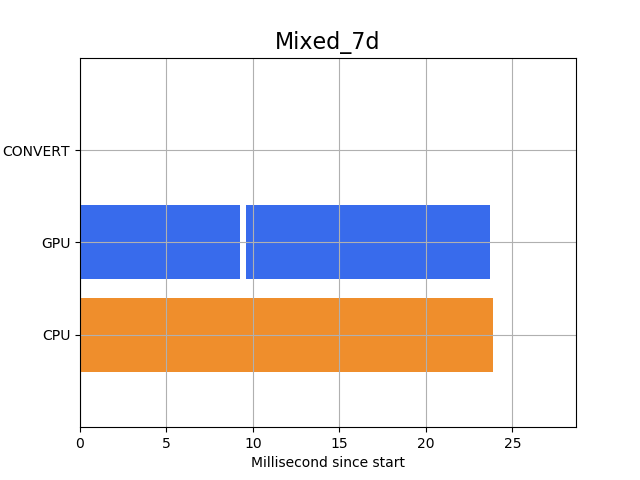 Mixed_7d
CONVERT
GPU
CPU
0 5 10 15 20 25
Millisecond since start